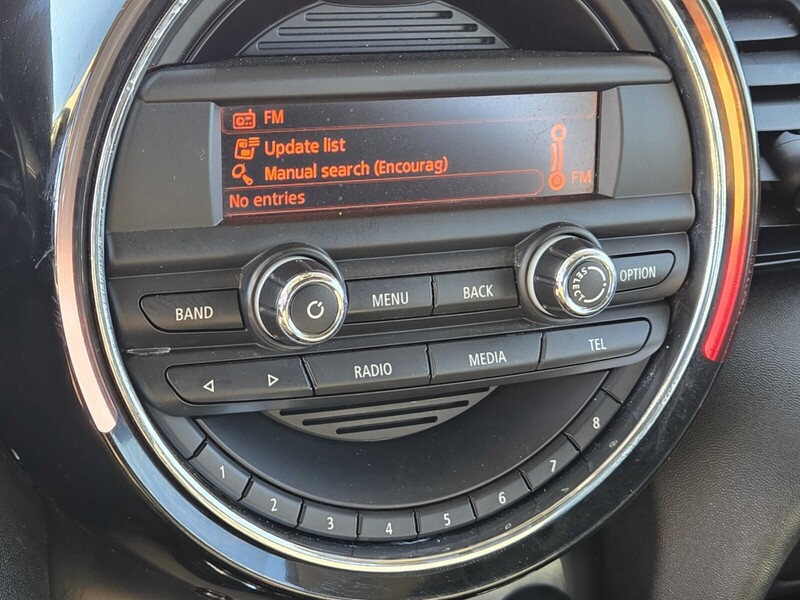 FM
Update list
Manual search (Encourag)
FM
No entries
BAND
MENU
BACK
SELECT
OPTION
RADIO
MEDIA
TEL
1
2
3
4
5
6
7
8